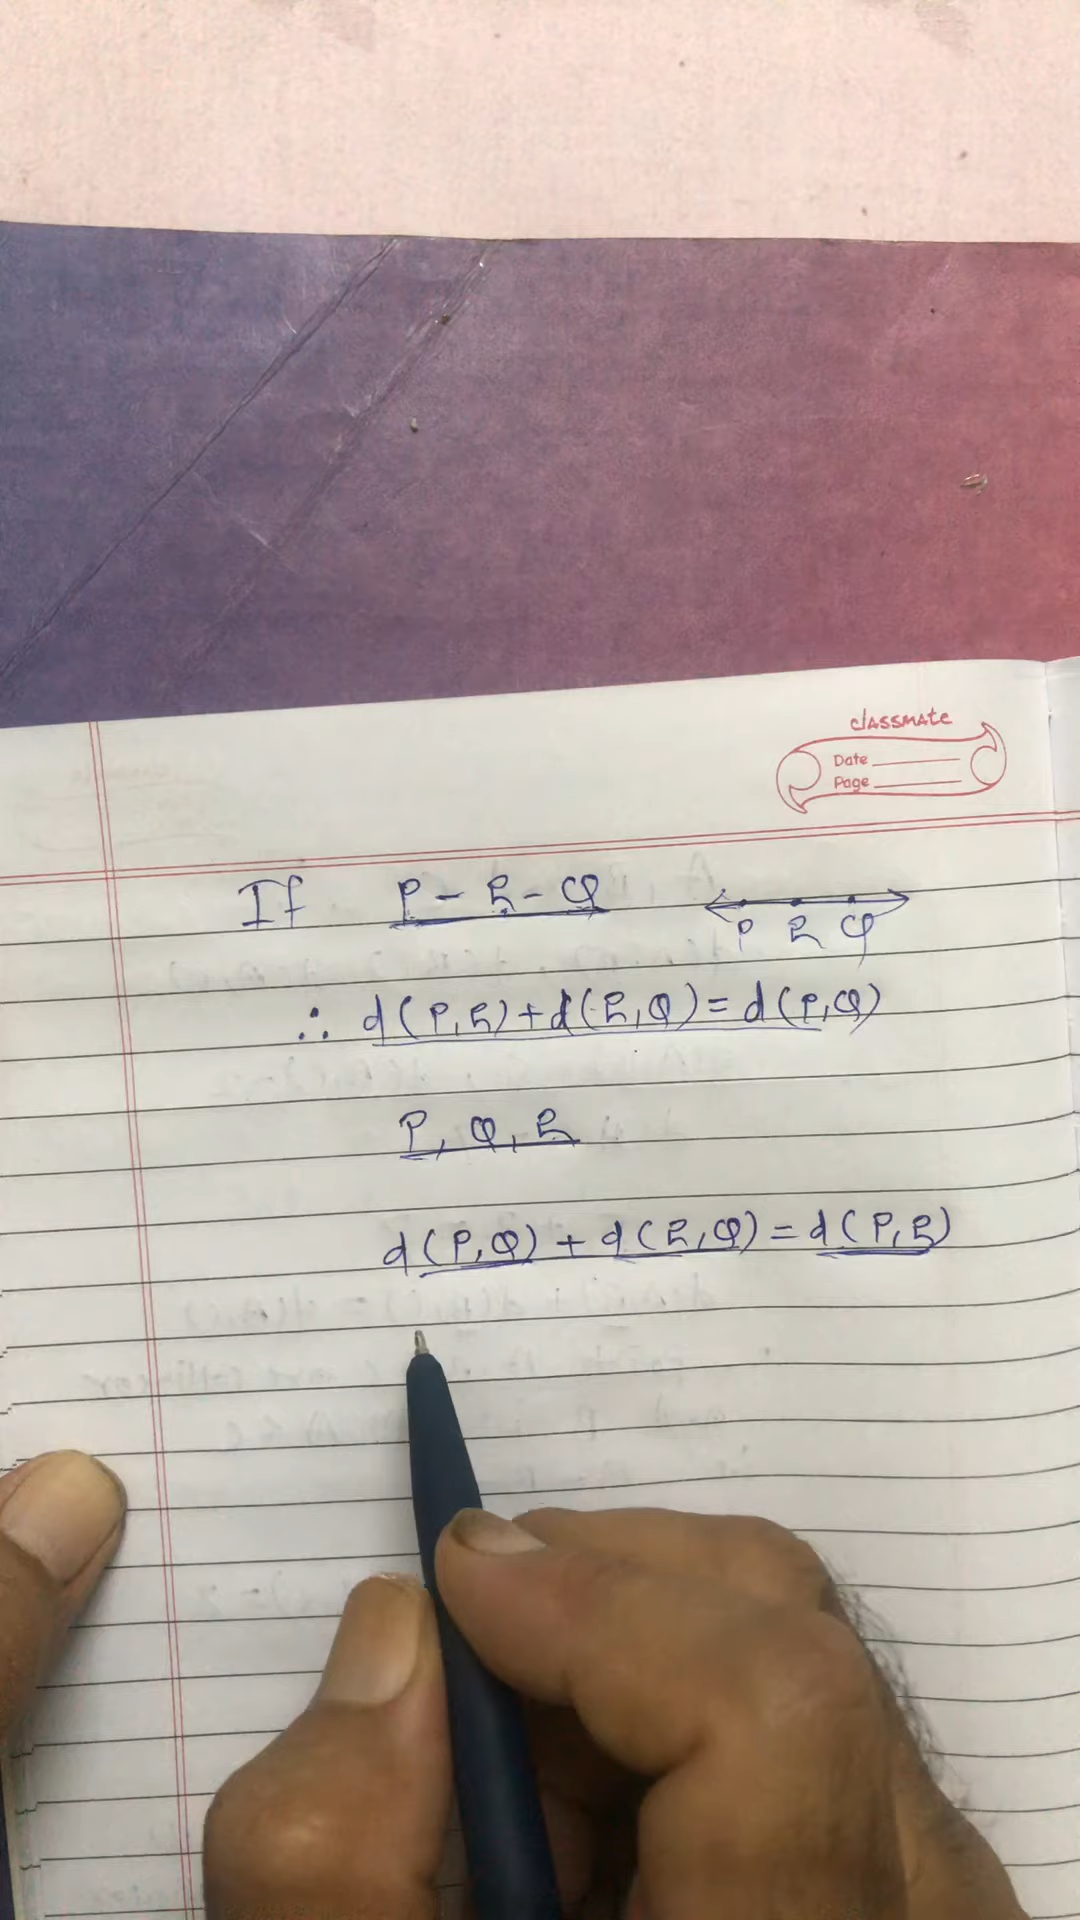 classmate
Date
Page
If P - R - Q
P R Q
∴ d(P,R)+d(R,Q)=d(P,Q)
P, Q, R
d(P,Q) + d(R,Q) = d(P,R)